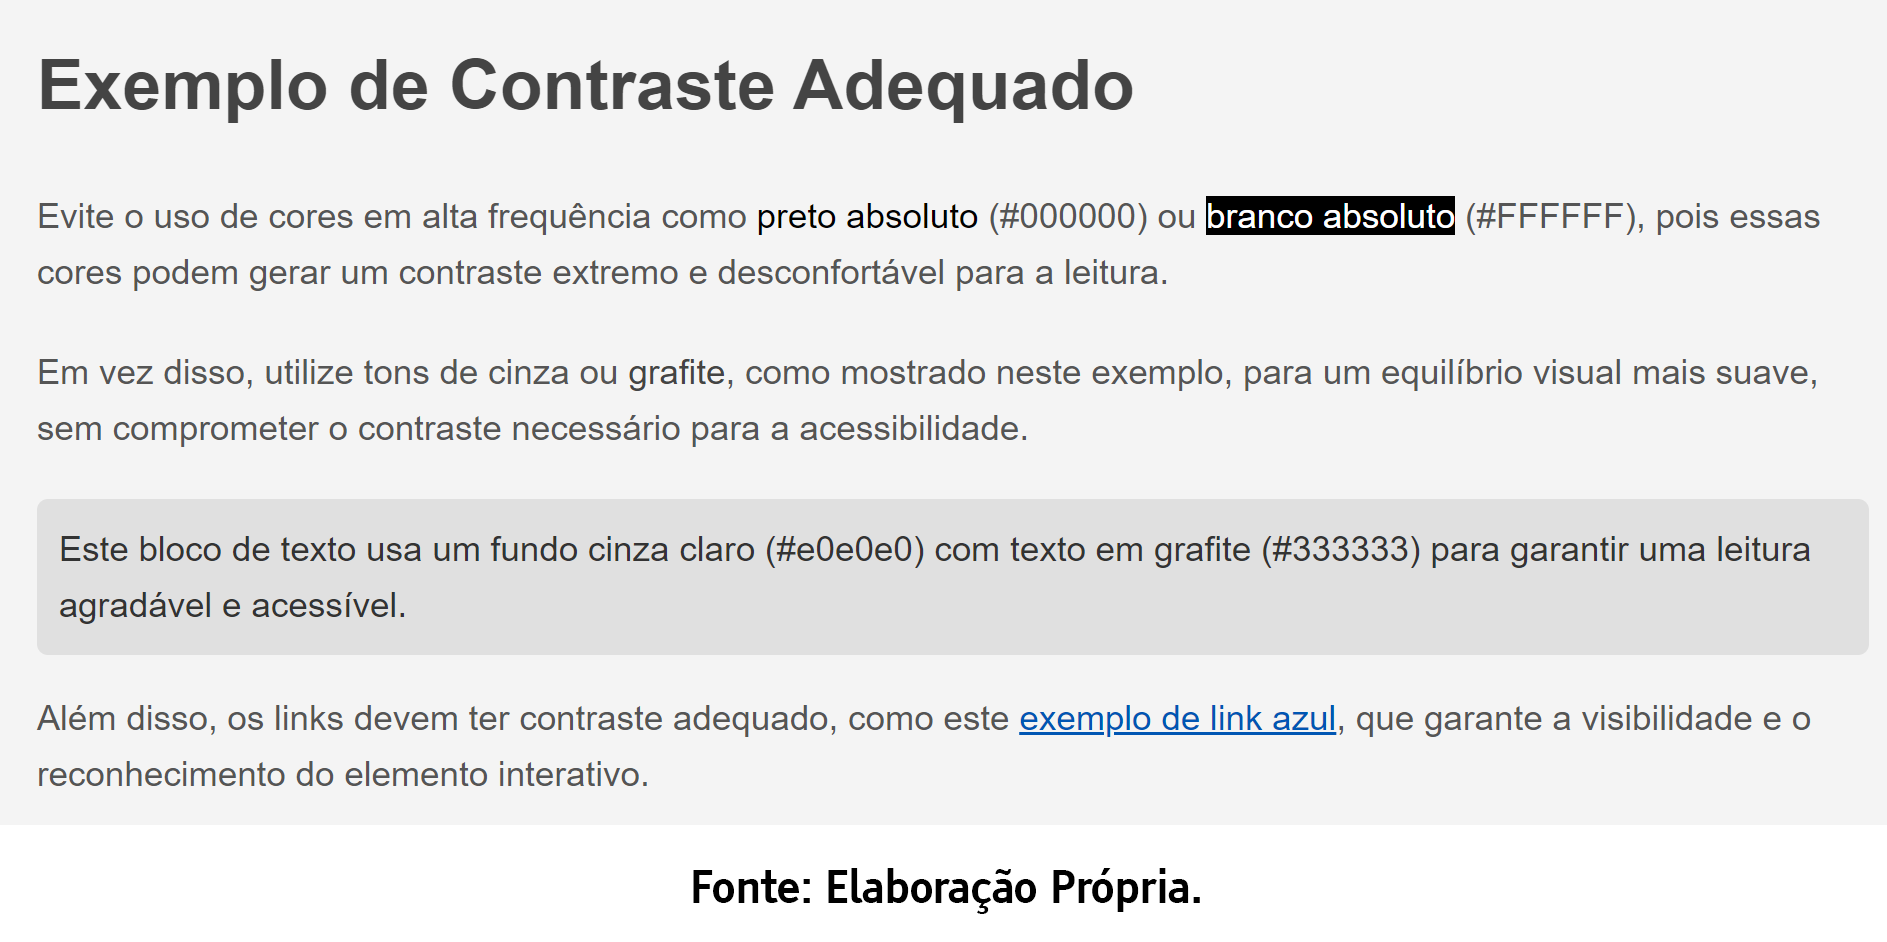 Exemplo de Contraste Adequado
Evite o uso de cores em alta frequência como preto absoluto (#000000) ou branco absoluto (#FFFFFF), pois essas
cores podem gerar um contraste extremo e desconfortável para a leitura.
Em vez disso, utilize tons de cinza ou grafite, como mostrado neste exemplo, para um equilíbrio visual mais suave,
sem comprometer o contraste necessário para a acessibilidade.
Este bloco de texto usa um fundo cinza claro (#e0e0e0) com texto em grafite (#333333) para garantir uma leitura
agradável e acessível.
Além disso, os links devem ter contraste adequado, como este exemplo de link azul, que garante a visibilidade e o
reconhecimento do elemento interativo.
Fonte: Elaboração Própria.